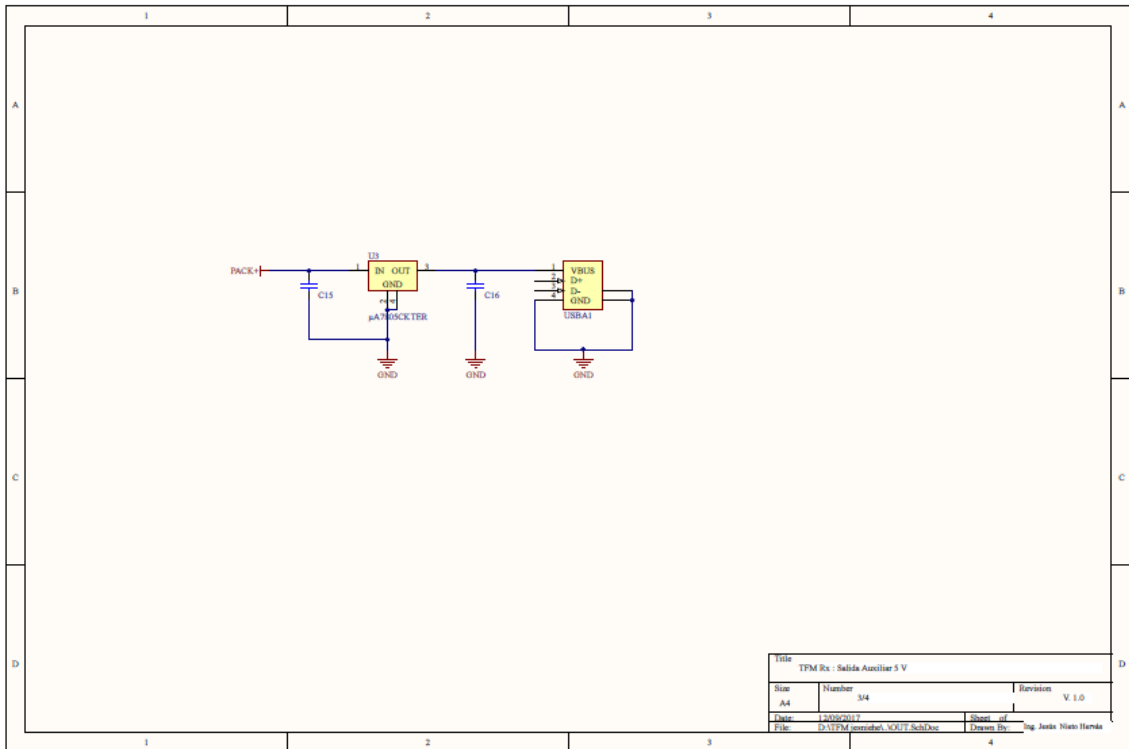 1 2 3 4
A A
U3
PACK+ 1 IN OUT 3 1 VBUS
2 D+
3 D-
GND 4 GND
B B
C15 2 4 C16
µA7805CKTER USBA1
GND GND GND
C C
D D
Title
TFM Rx : Salida Auxiliar 5 V
Size Number Revision
A4 3/4 V. 1.0
Date: 12/09/2017 Sheet of
File: Drawn By: Ing. Jesús Nieto Hervás
1 2 3 4